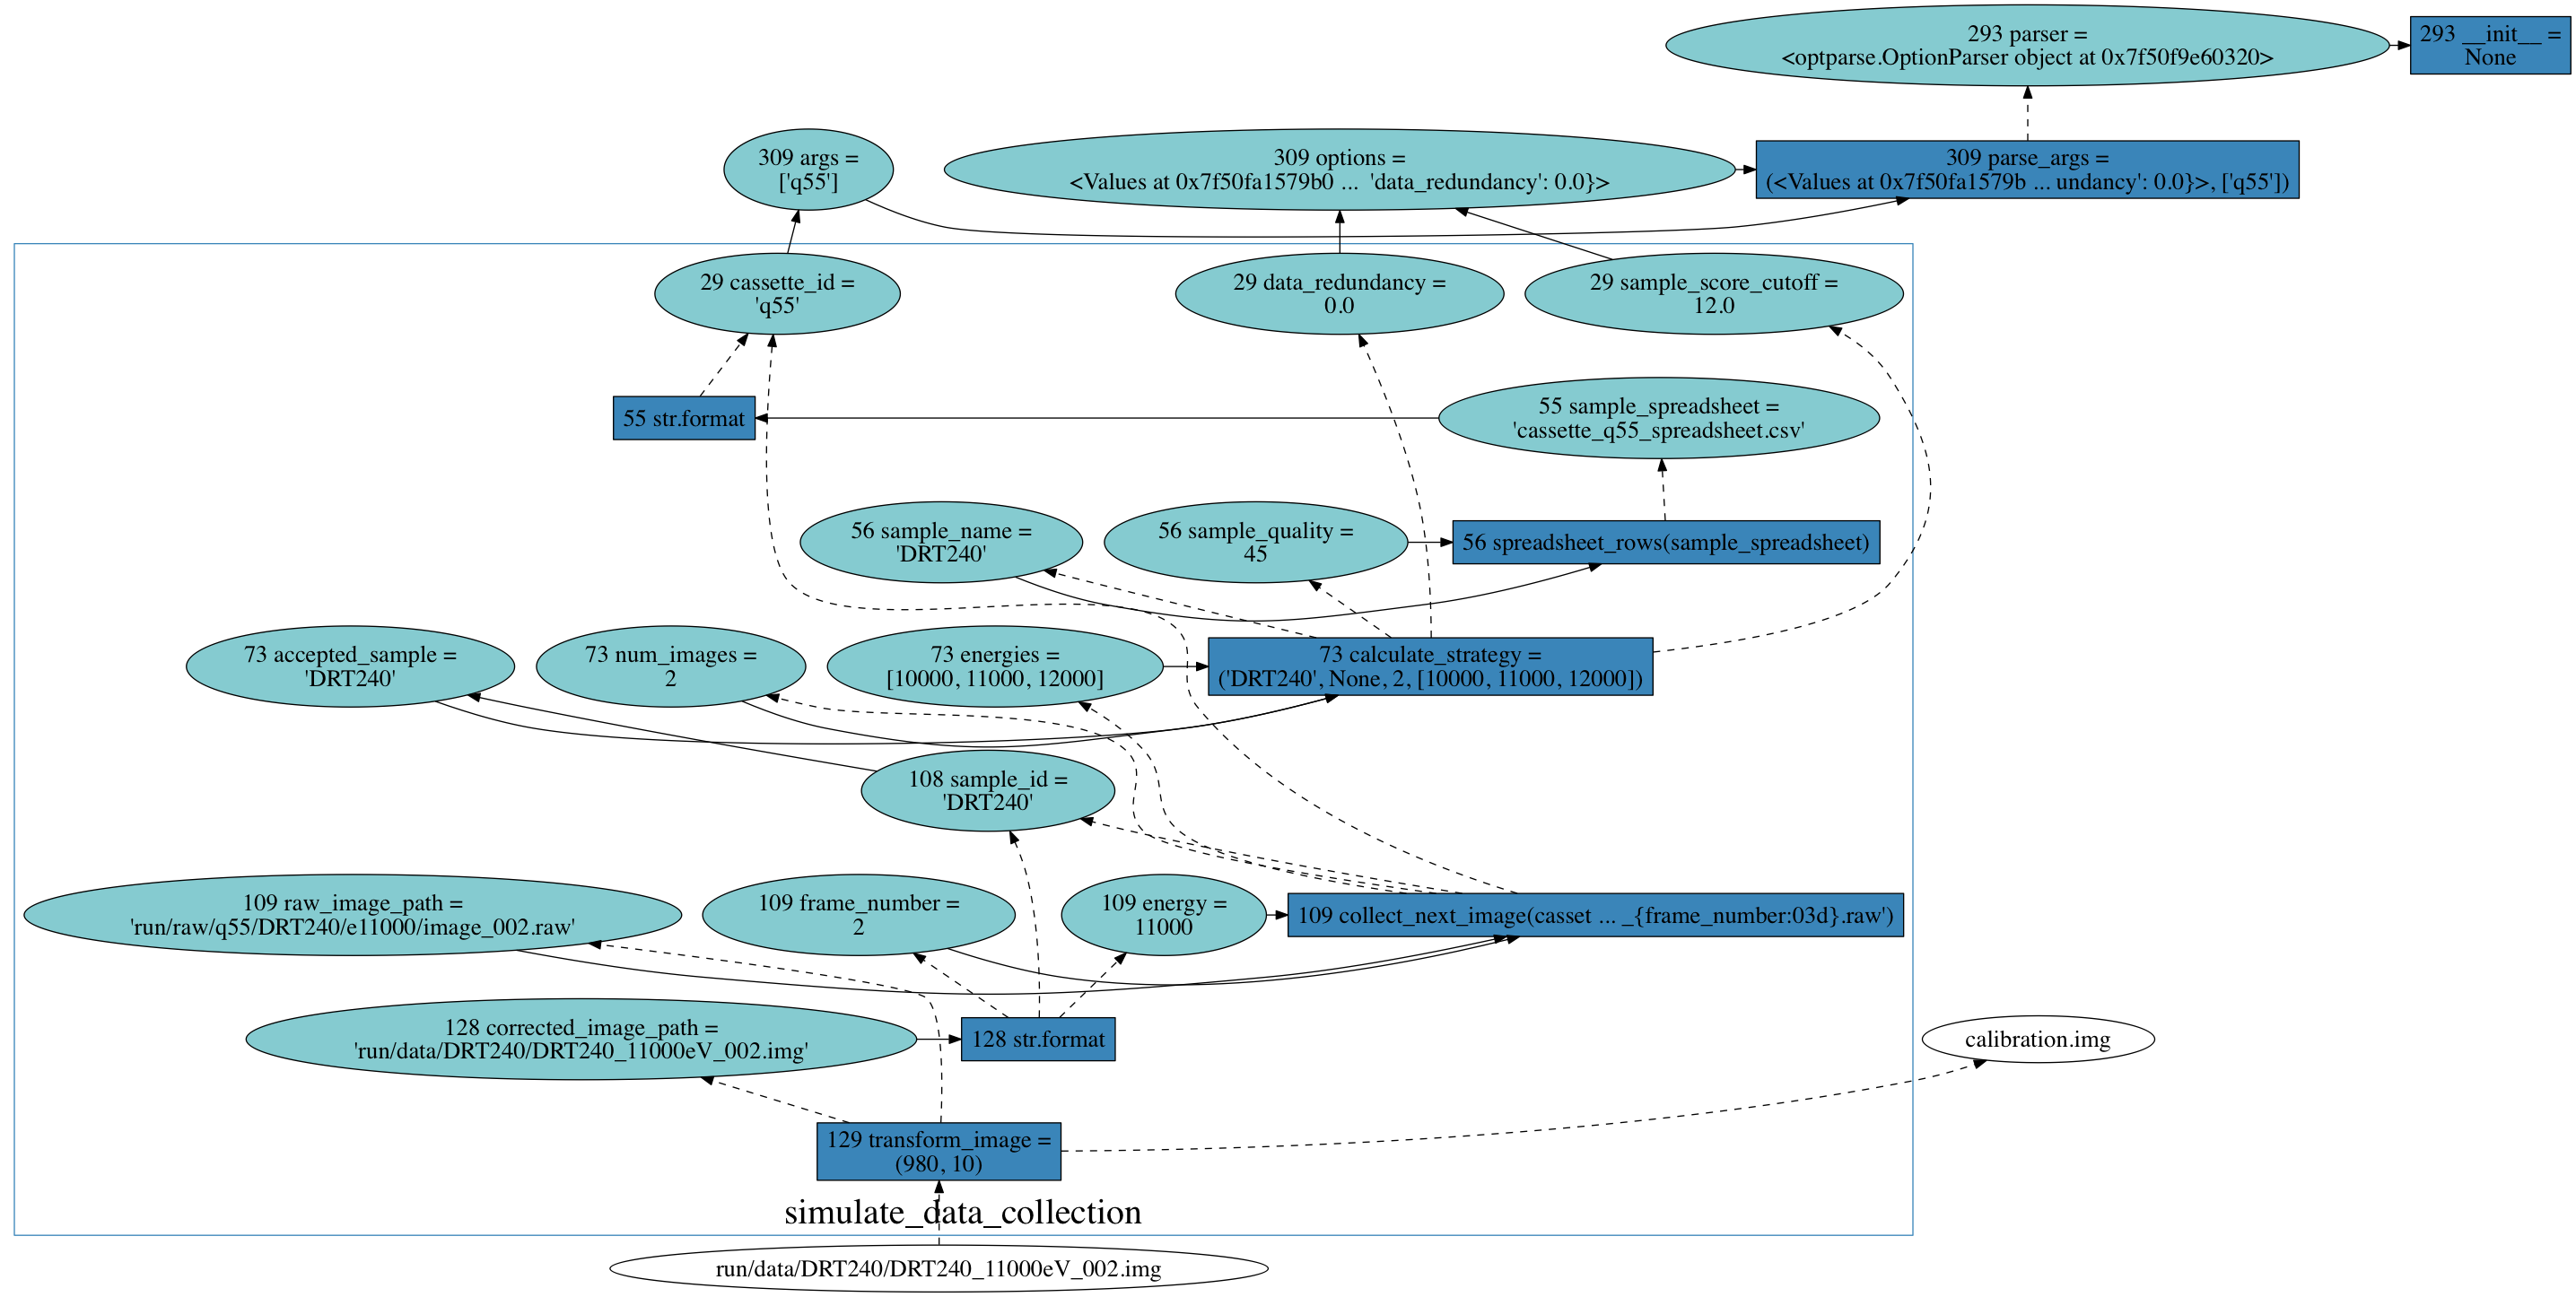 293 parser =
<optparse.OptionParser object at 0x7f50f9e60320>
293 __init__ =
None
309 args =
['q55']
309 options =
<Values at 0x7f50fa1579b0 ... 'data_redundancy': 0.0}>
309 parse_args =
(<Values at 0x7f50fa1579b ... undancy': 0.0}>, ['q55'])
29 cassette_id =
'q55'
29 data_redundancy =
0.0
29 sample_score_cutoff =
12.0
55 str.format
55 sample_spreadsheet =
'cassette_q55_spreadsheet.csv'
56 sample_name =
'DRT240'
56 sample_quality =
45
56 spreadsheet_rows(sample_spreadsheet)
73 accepted_sample =
'DRT240'
73 num_images =
2
73 energies =
[10000, 11000, 12000]
73 calculate_strategy =
('DRT240', None, 2, [10000, 11000, 12000])
108 sample_id =
'DRT240'
109 raw_image_path =
'run/raw/q55/DRT240/e11000/image_002.raw'
109 frame_number =
2
109 energy =
11000
109 collect_next_image(casset ... _{frame_number:03d}.raw')
128 corrected_image_path =
'run/data/DRT240/DRT240_11000eV_002.img'
128 str.format
calibration.img
129 transform_image =
(980, 10)
simulate_data_collection
run/data/DRT240/DRT240_11000eV_002.img